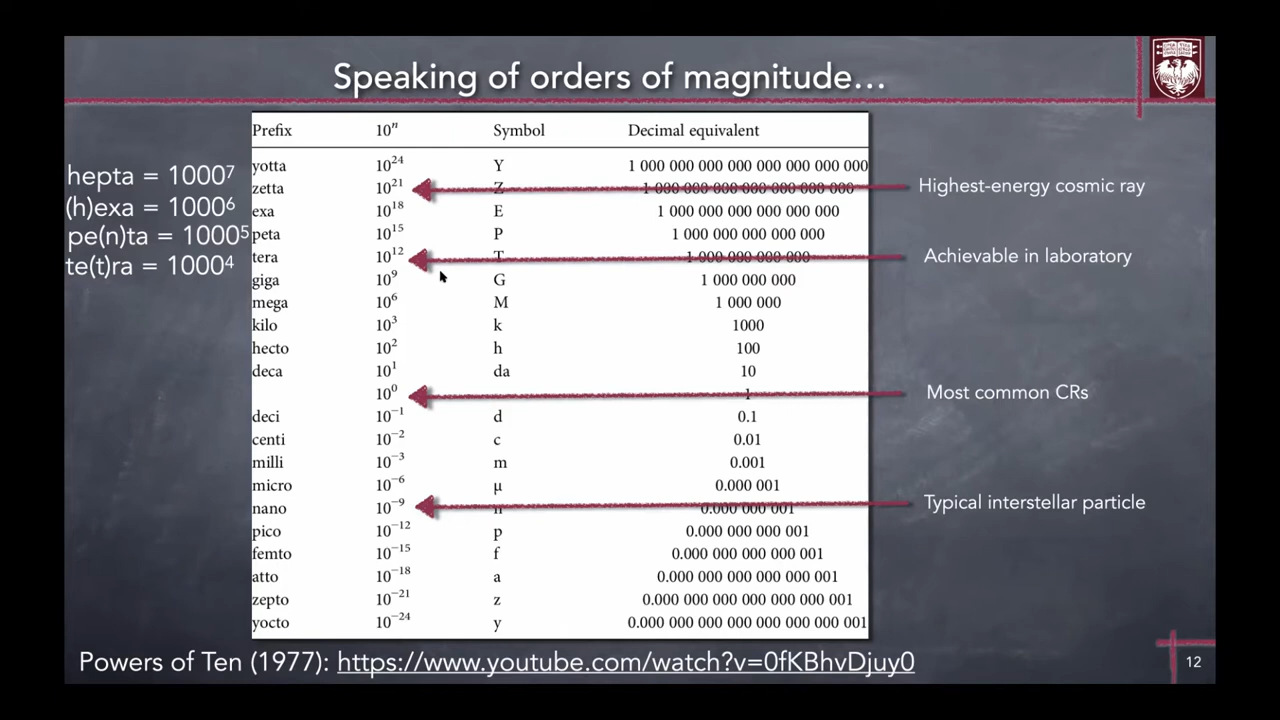 Speaking of orders of magnitude…
hepta = 1000⁷
(h)exa = 1000⁶
pe(n)ta = 1000⁵
te(t)ra = 1000⁴
Prefix 10ⁿ Symbol Decimal equivalent
yotta 10²⁴ Y 1 000 000 000 000 000 000 000 000
zetta 10²¹ Z 1 000 000 000 000 000 000 000
exa 10¹⁸ E 1 000 000 000 000 000 000
peta 10¹⁵ P 1 000 000 000 000 000
tera 10¹² T 1 000 000 000 000
giga 10⁹ G 1 000 000 000
mega 10⁶ M 1 000 000
kilo 10³ k 1000
hecto 10² h 100
deca 10¹ da 10
10⁰ 1
deci 10⁻¹ d 0.1
centi 10⁻² c 0.01
milli 10⁻³ m 0.001
micro 10⁻⁶ μ 0.000 001
nano 10⁻⁹ n 0.000 000 001
pico 10⁻¹² p 0.000 000 000 001
femto 10⁻¹⁵ f 0.000 000 000 000 001
atto 10⁻¹⁸ a 0.000 000 000 000 000 001
zepto 10⁻²¹ z 0.000 000 000 000 000 000 001
yocto 10⁻²⁴ y 0.000 000 000 000 000 000 000 001
Highest-energy cosmic ray
Achievable in laboratory
Most common CRs
Typical interstellar particle
Powers of Ten (1977): https://www.youtube.com/watch?v=0fKBhvDjuy0
12